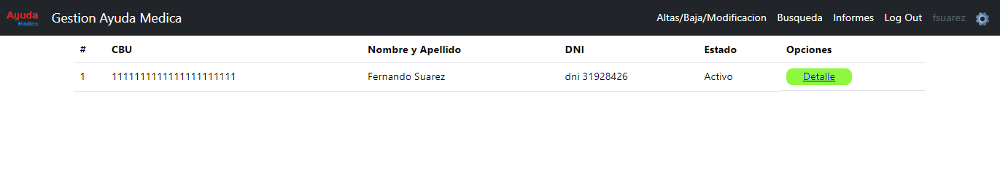 Ayuda
Médica
Gestion Ayuda Medica
Altas/Baja/Modificacion Busqueda Informes Log Out fsuarez
# CBU Nombre y Apellido DNI Estado Opciones
1 1111111111111111111111 Fernando Suarez dni 31928426 Activo Detalle